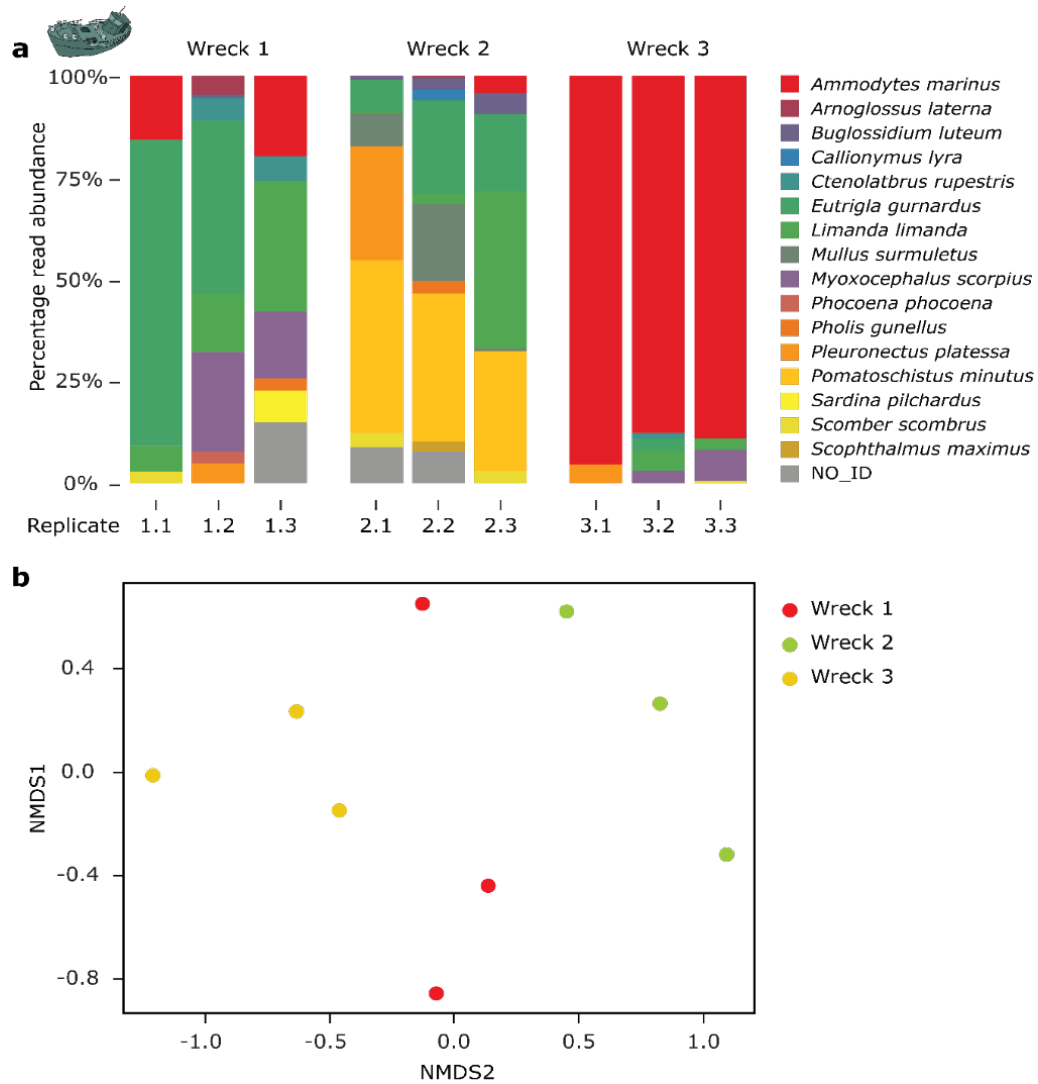 a
Wreck 1 Wreck 2 Wreck 3
100%
75%
50%
25%
0%
Percentage read abundance
Replicate 1.1 1.2 1.3 2.1 2.2 2.3 3.1 3.2 3.3
Ammodytes marinus
Arnoglossus laterna
Buglossidium luteum
Callionymus lyra
Ctenolatbrus rupestris
Eutrigla gurnardus
Limanda limanda
Mullus surmuletus
Myoxocephalus scorpius
Phocoena phocoena
Pholis gunellus
Pleuronectus platessa
Pomatoschistus minutus
Sardina pilchardus
Scomber scombrus
Scophthalmus maximus
NO_ID
b
0.4
0.0
-0.4
-0.8
NMDS1
-1.0 -0.5 0.0 0.5 1.0
NMDS2
Wreck 1
Wreck 2
Wreck 3